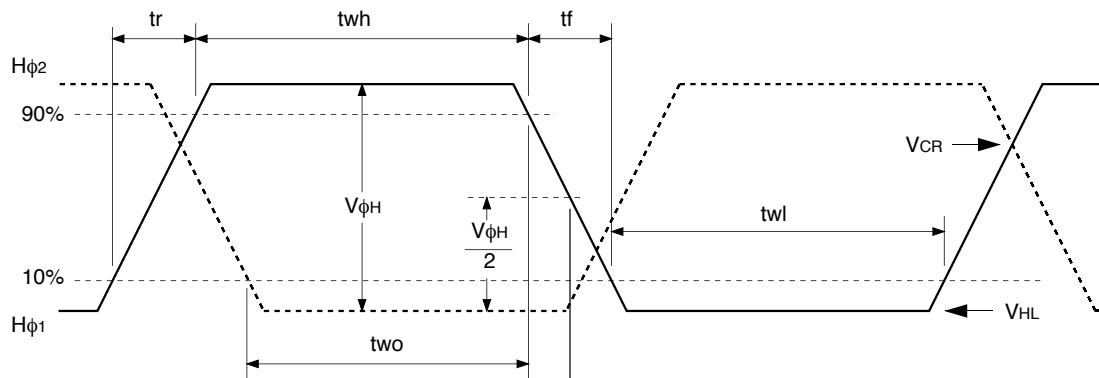 tr
twh
tf
Hϕ2
90%
VCR
VϕH
VϕH
2
twl
10%
VHL
Hϕ1
two